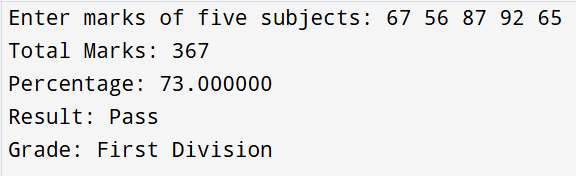 Enter marks of five subjects: 67 56 87 92 65
Total Marks: 367
Percentage: 73.000000
Result: Pass
Grade: First Division